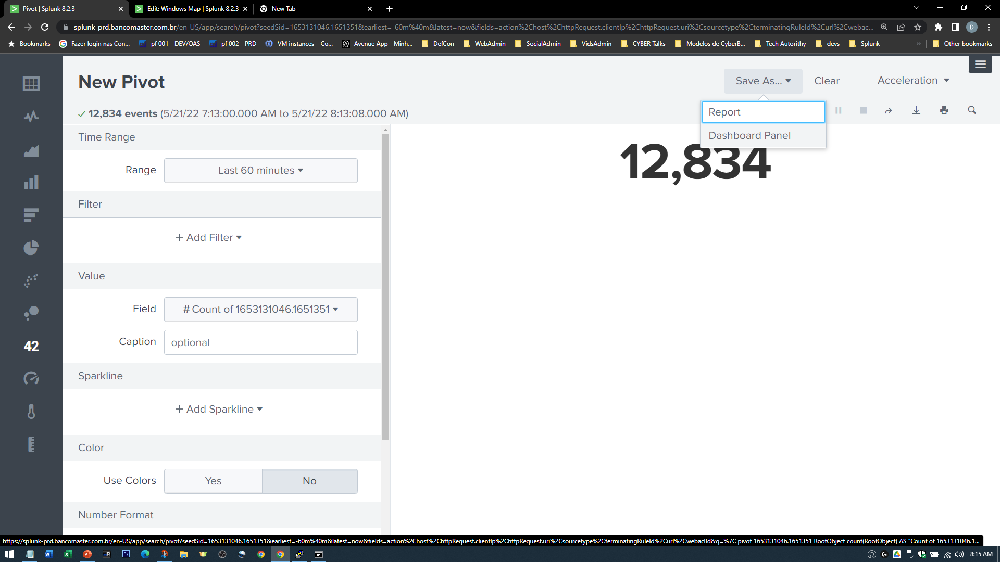 Pivot | Splunk 8.2.3
Edit: Windows Map | Splunk 8.2.3
New Tab
splunk-prd.bancomaster.com.br/en-US/app/search/pivot?seedSid=1653131046.1651351&earliest=-60m%40m&latest=now&fields=action%2Chost%2ChttpRequest.clientIp%2ChttpRequest.uri%2Csourcetype%2CterminatingRuleId%2Curl%2Cwebac...
D
Bookmarks
Fazer login nas Con...
pf 001 - DEV/QAS
pf 002 - PRD
VM instances – Co...
Avenue App - Minh...
DefCon
WebAdmin
SocialAdmin
VidsAdmin
CYBER Talks
Modelos de CyberB...
Tech Autorithy
devs
Splunk
Other bookmarks
New Pivot
Save As...
Clear
Acceleration
12,834 events (5/21/22 7:13:00.000 AM to 5/21/22 8:13:08.000 AM)
Report
Dashboard Panel
12,834
Time Range
Range
Last 60 minutes
Filter
+ Add Filter
Value
Field
# Count of 1653131046.1651351
Caption
optional
Sparkline
+ Add Sparkline
Color
Use Colors
Yes
No
Number Format
42
https://splunk-prd.bancomaster.com.br/en-US/app/search/pivot?seedSid=1653131046.1651351&earliest=-60m%40m&latest=now&fields=action%2Chost%2ChttpRequest.clientIp%2ChttpRequest.uri%2Csourcetype%2CterminatingRuleId%2Curl%2CwebaclId&q=%7C pivot 1653131046.1651351 RootObject count(RootObject) AS "Count of 1653131046.1...
8:15 AM